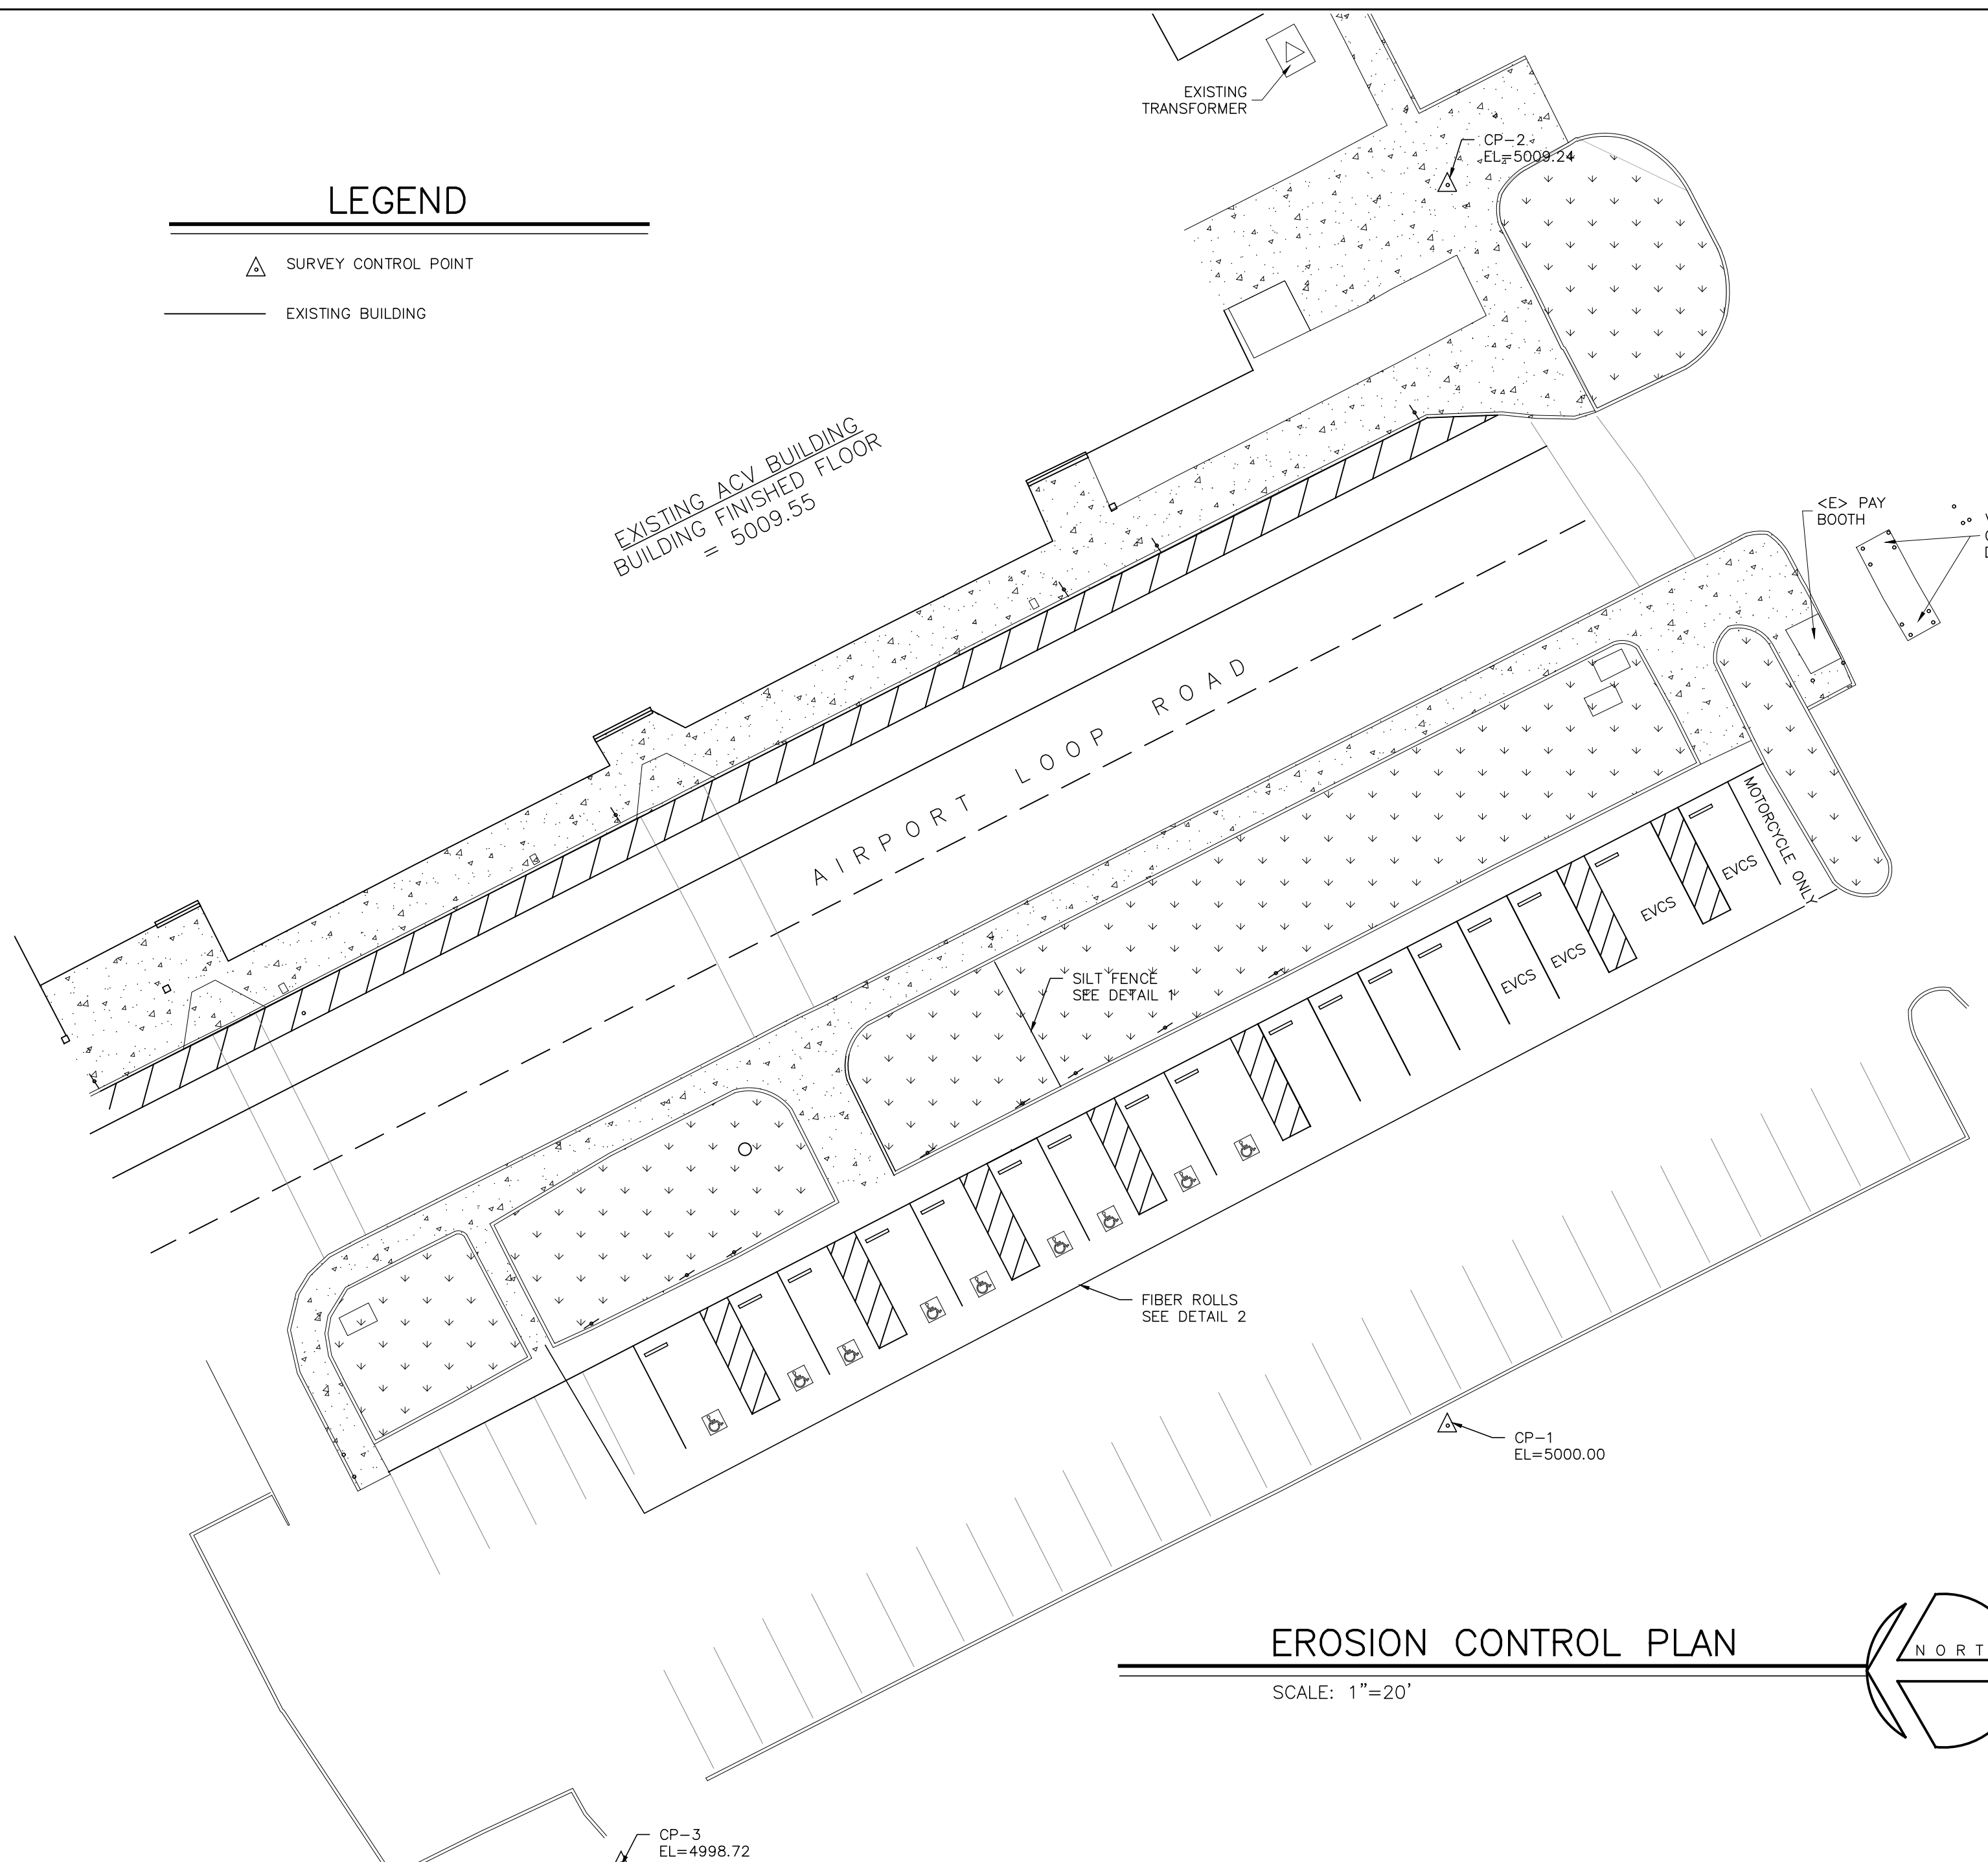 EXISTING
TRANSFORMER
CP-2
EL=5009.24
LEGEND
SURVEY CONTROL POINT
EXISTING BUILDING
EXISTING ACV BUILDING
BUILDING FINISHED FLOOR
= 5009.55
<E> PAY
BOOTH
AIRPORT LOOP ROAD
MOTORCYCLE ONLY
EVCS
EVCS
EVCS
EVCS
SILT FENCE
SEE DETAIL 1
FIBER ROLLS
SEE DETAIL 2
CP-1
EL=5000.00
EROSION CONTROL PLAN
SCALE: 1"=20'
NORT
CP-3
EL=4998.72